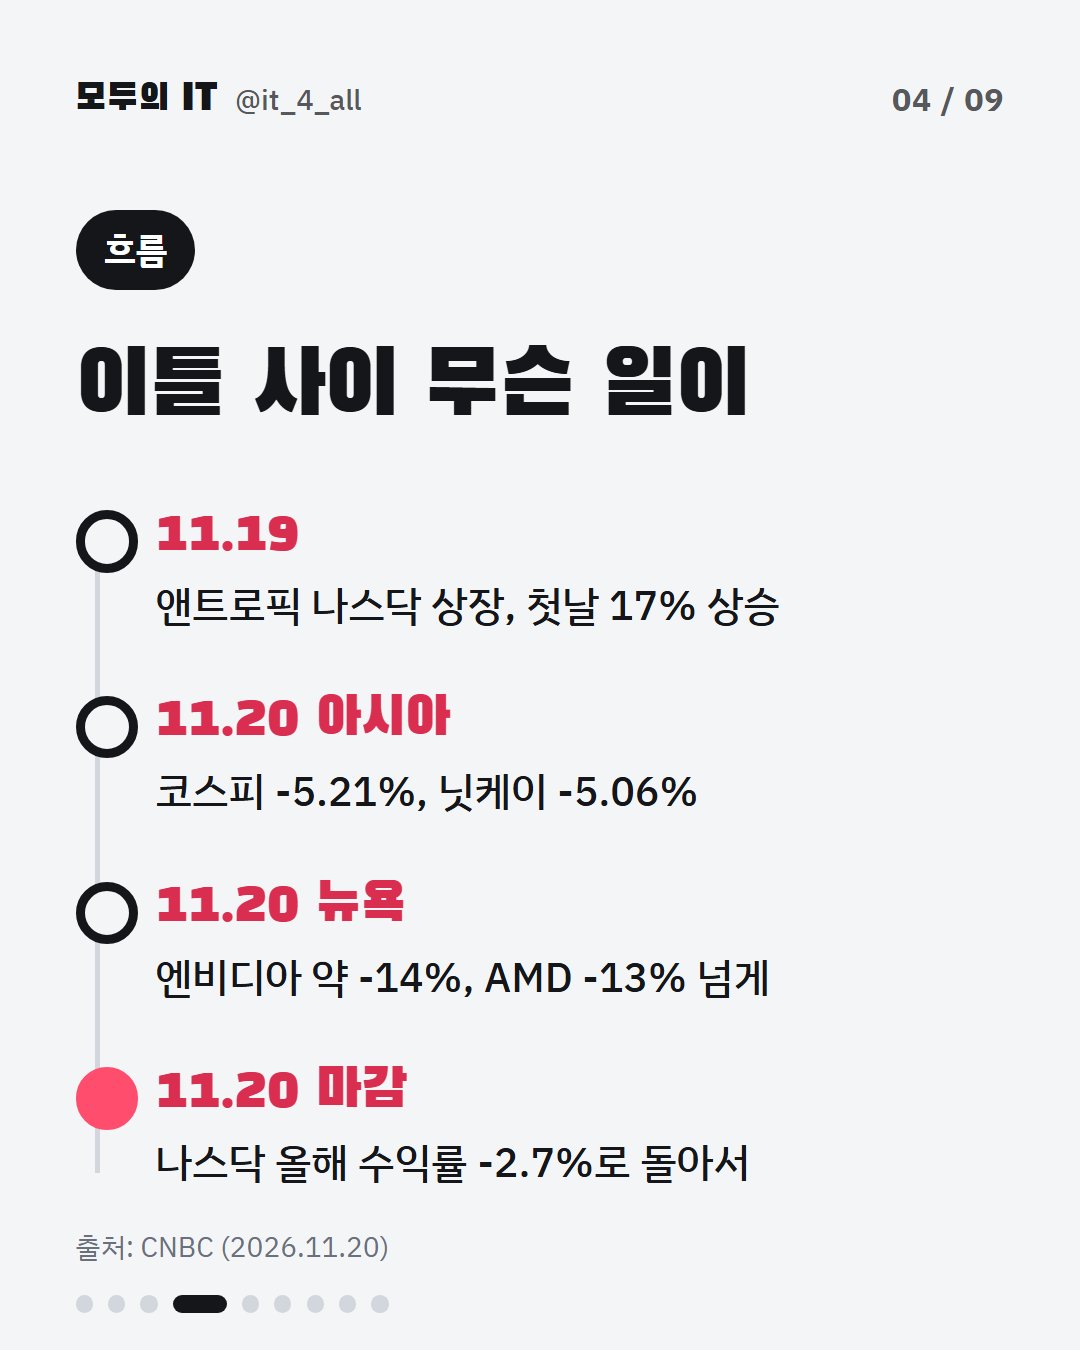 모두의 IT @it_4_all 04 / 09
흐름
이틀 사이 무슨 일이
11.19
앤트로픽 나스닥 상장, 첫날 17% 상승
11.20 아시아
코스피 -5.21%, 닛케이 -5.06%
11.20 뉴욕
엔비디아 약 -14%, AMD -13% 넘게
11.20 마감
나스닥 올해 수익률 -2.7%로 돌아서
출처: CNBC (2026.11.20)